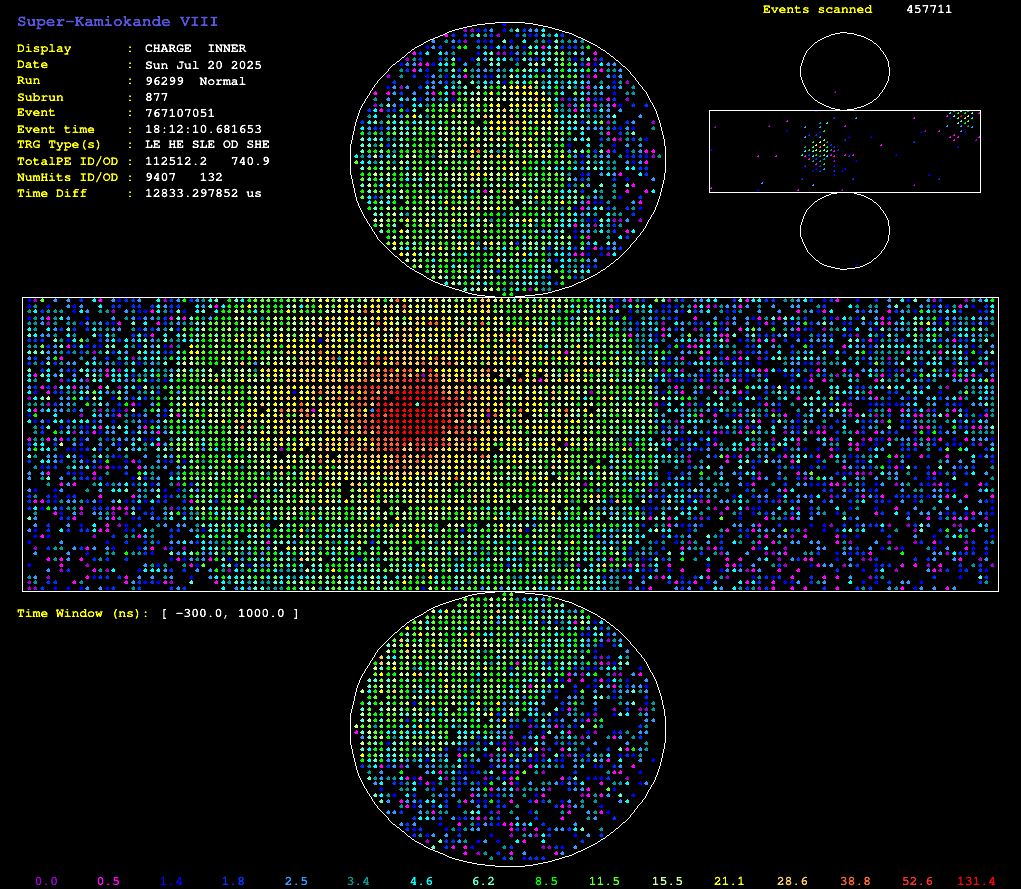 Super-Kamiokande VIII
Events scanned 457711
Display : CHARGE INNER
Date : Sun Jul 20 2025
Run : 96299 Normal
Subrun : 877
Event : 767107051
Event time : 18:12:10.681653
TRG Type(s) : LE HE SLE OD SHE
TotalPE ID/OD : 112512.2 740.9
NumHits ID/OD : 9407 132
Time Diff : 12833.297852 us
Time Window (ns): [ -300.0, 1000.0 ]
0.0 0.5 1.4 1.8 2.5 3.4 4.6 6.2 8.5 11.5 15.5 21.1 28.6 38.8 52.6 131.4